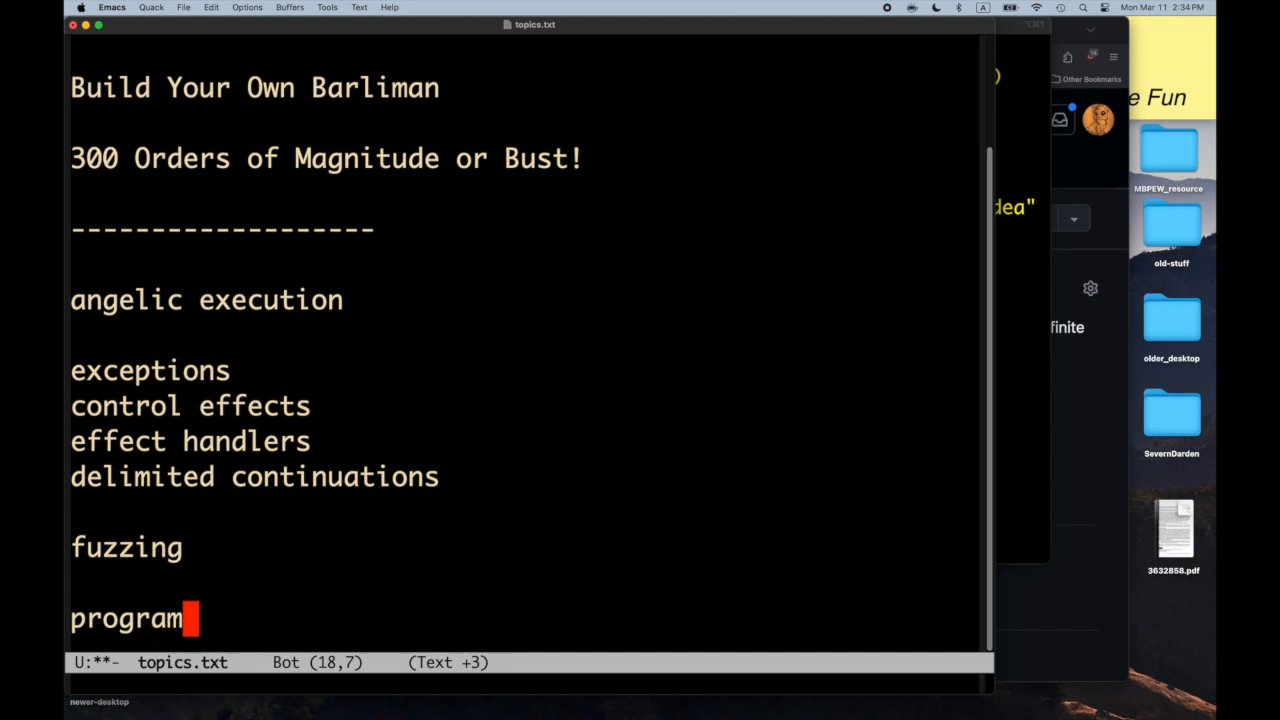 Emacs Quack File Edit Options Buffers Tools Text Help
A
Mon Mar 11 2:34 PM
topics.txt
Build Your Own Barliman
300 Orders of Magnitude or Bust!
-------------------
angelic execution
exceptions
control effects
effect handlers
delimited continuations
fuzzing
program
U:**- topics.txt Bot (18,7) (Text +3)
newer-desktop
)
dea"
14
Other Bookmarks
finite
e Fun
MBPEW_resource
old-stuff
older_desktop
SevernDarden
3632858.pdf